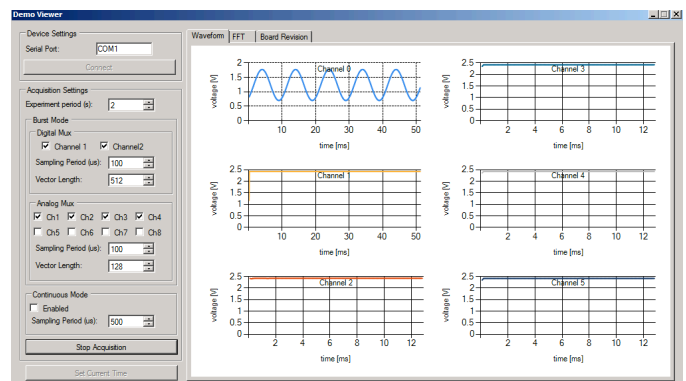 Demo Viewer
Device Settings
Serial Port: COM1
Connect
Acquisition Settings
Experiment period (s): 2
Burst Mode
Digital Mux
Channel 1 Channel2
Sampling Period (us): 100
Vector Length: 512
Analog Mux
Ch1 Ch2 Ch3 Ch4
Ch5 Ch6 Ch7 Ch8
Sampling Period (us): 100
Vector Length: 128
Continuous Mode
Enabled
Sampling Period (us): 500
Stop Acquisition
Set Current Time
Waveform FFT Board Revision
Channel 0
voltage [V]
2
1.5
1
0.5
0
10 20 30 40 50
time [ms]
Channel 3
voltage [V]
2.5
2
1.5
1
0.5
0
2 4 6 8 10 12
time [ms]
Channel 1
voltage [V]
2.5
2
1.5
1
0.5
0
10 20 30 40 50
time [ms]
Channel 4
voltage [V]
2.5
2
1.5
1
0.5
0
2 4 6 8 10 12
time [ms]
Channel 2
voltage [V]
2.5
2
1.5
1
0.5
0
2 4 6 8 10 12
time [ms]
Channel 5
voltage [V]
2.5
2
1.5
1
0.5
0
2 4 6 8 10 12
time [ms]